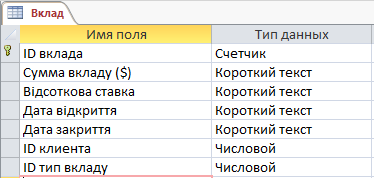 Вклад
Имя поля Тип данных
ID вклада Счетчик
Сумма вкладу ($) Короткий текст
Відсоткова ставка Короткий текст
Дата відкриття Короткий текст
Дата закриття Короткий текст
ID клиента Числовой
ID тип вкладу Числовой